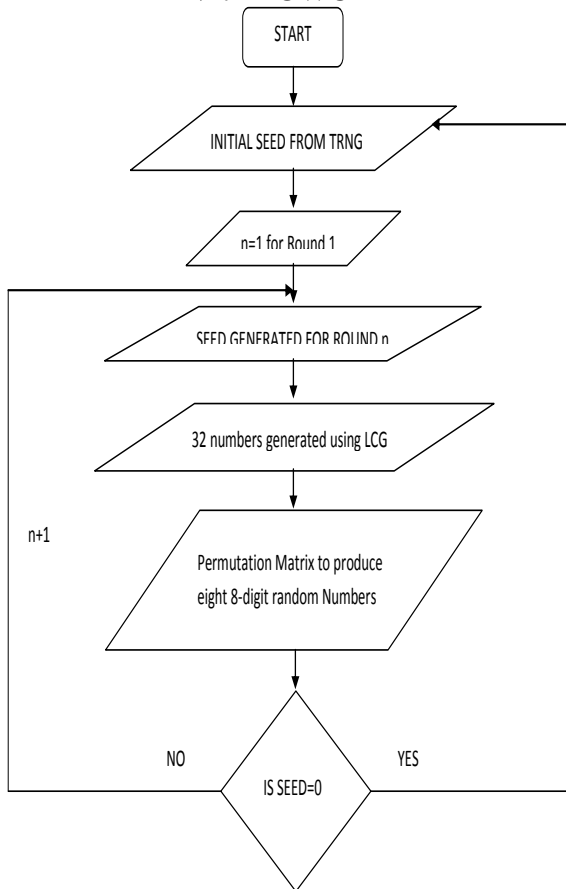 START
INITIAL SEED FROM TRNG
n=1 for Round 1
SEED GENERATED FOR ROUND n
32 numbers generated using LCG
n+1
Permutation Matrix to produce
eight 8-digit random Numbers
NO
YES
IS SEED=0